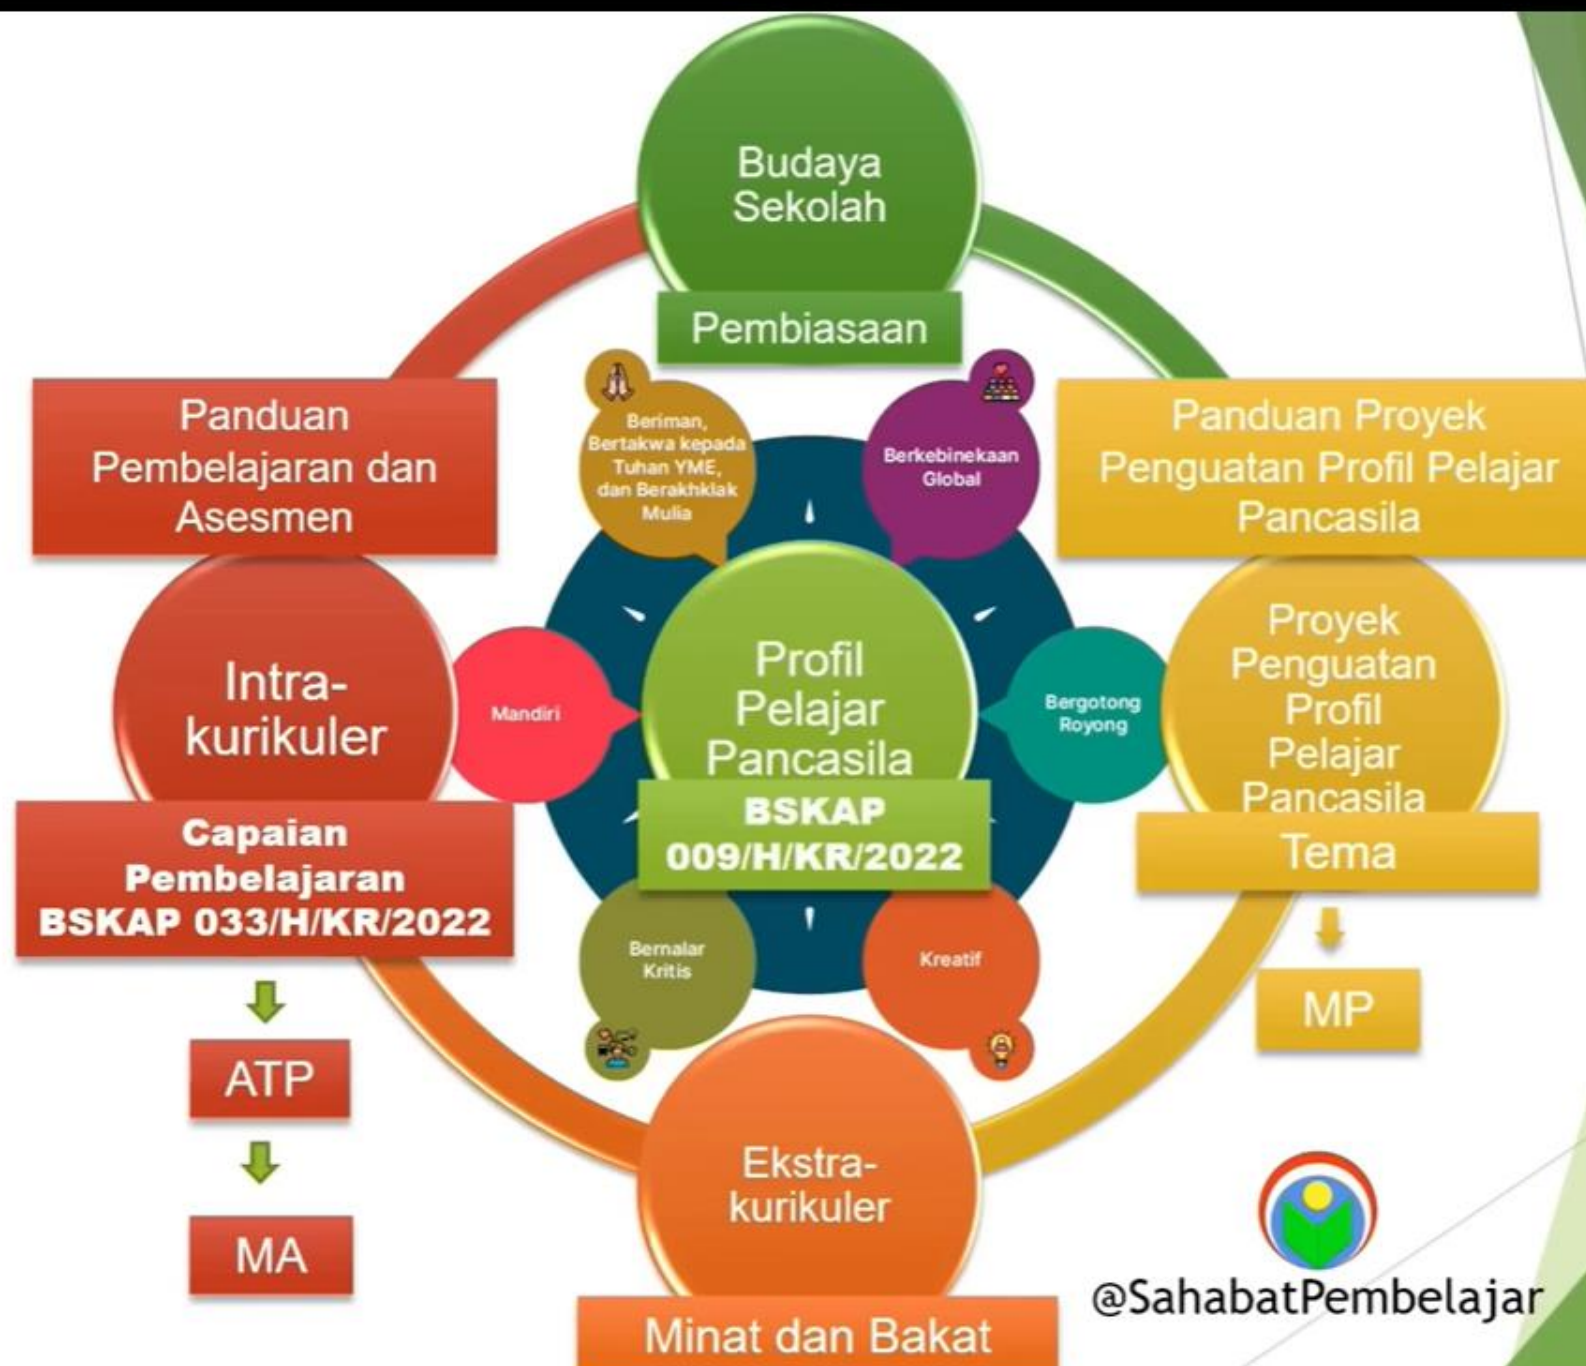 Budaya
Sekolah
Pembiasaan
Panduan
Pembelajaran dan
Asesmen
Beriman,
Bertakwa kepada
Tuhan YME,
dan Berakhklak
Mulia
Berkebinekaan
Global
Panduan Proyek
Penguatan Profil Pelajar
Pancasila
Intra-
kurikuler
Mandiri
Profil
Pelajar
Pancasila
BSKAP
009/H/KR/2022
Bergotong
Royong
Proyek
Penguatan
Profil
Pelajar
Pancasila
Tema
Capaian
Pembelajaran
BSKAP 033/H/KR/2022
Bernalar
Kritis
Kreatif
MP
ATP
MA
Ekstra-
kurikuler
Minat dan Bakat
@SahabatPembelajar